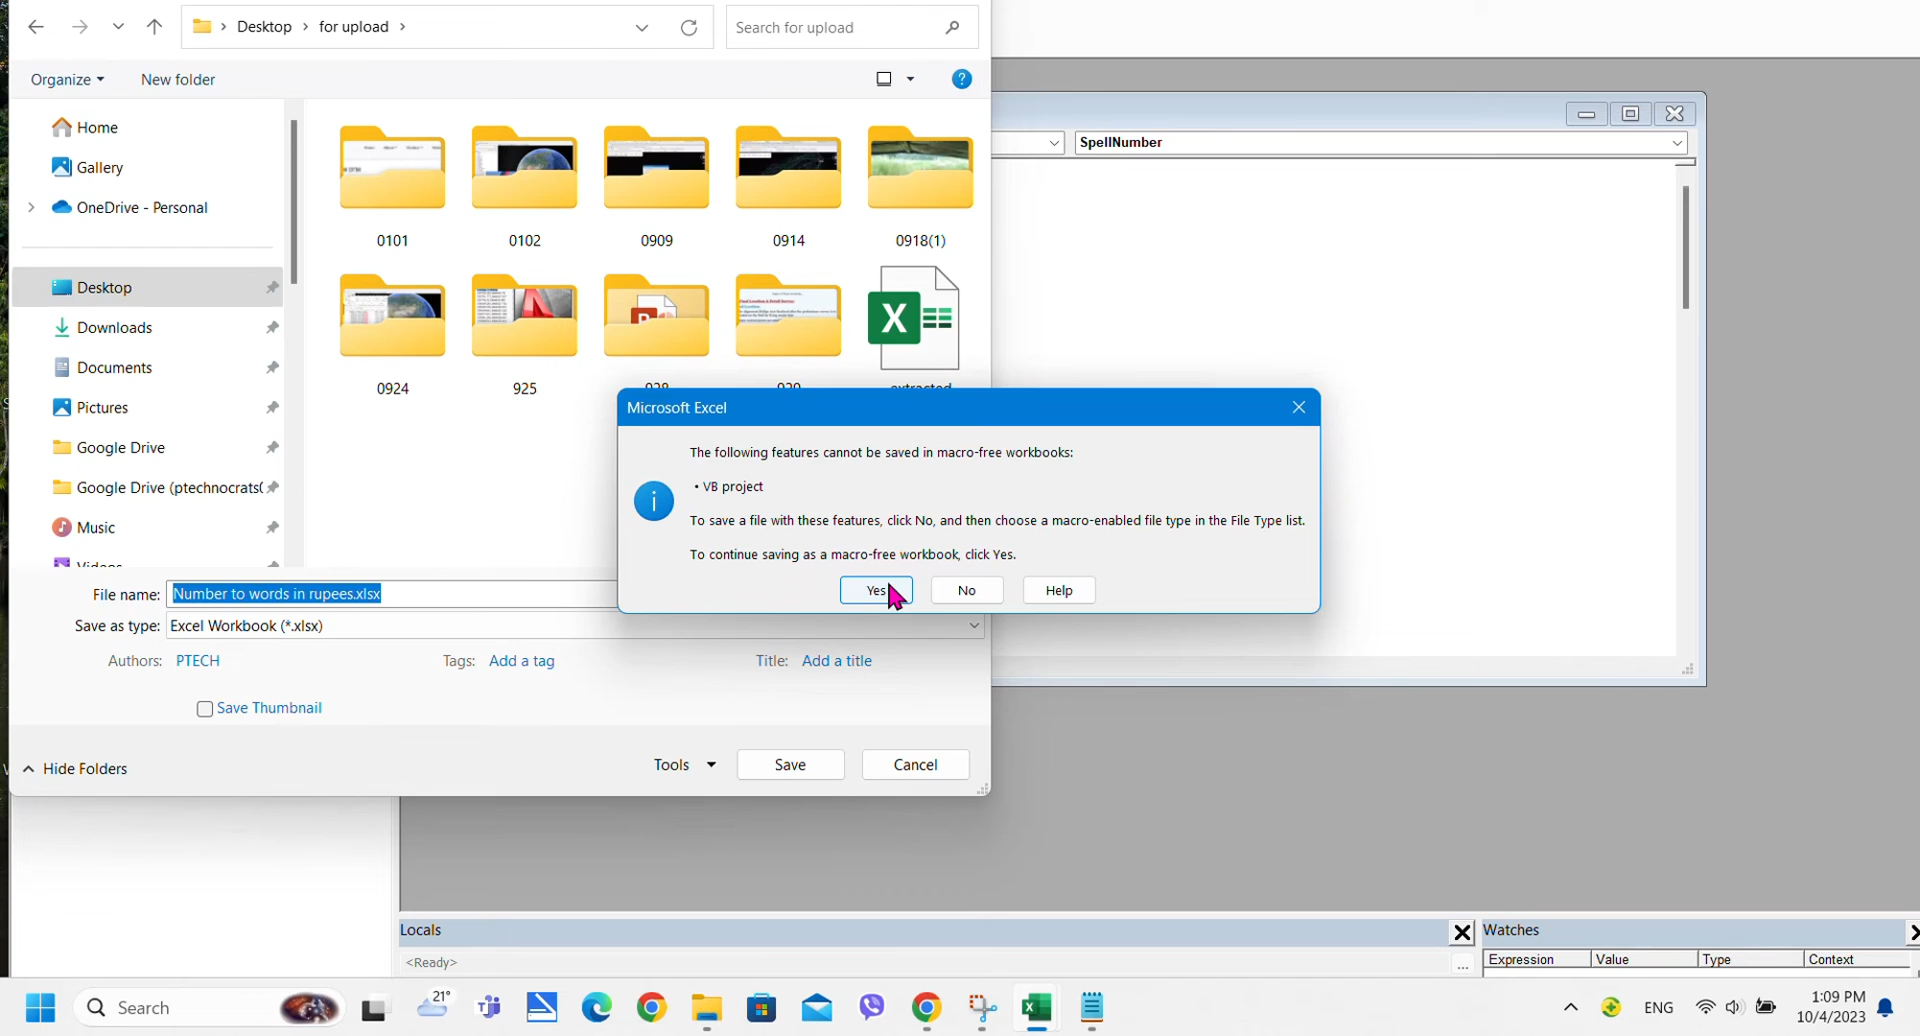 Desktop > for upload >
Search for upload
Organize
New folder
?
Home
Gallery
OneDrive - Personal
Desktop
Downloads
Documents
Pictures
Google Drive
Google Drive (ptechnocrats(
Music
0101
0102
0909
0914
0918(1)
0924
925
SpellNumber
Microsoft Excel
The following features cannot be saved in macro-free workbooks:
• VB project
To save a file with these features, click No, and then choose a macro-enabled file type in the File Type list.
To continue saving as a macro-free workbook, click Yes.
Yes
No
Help
File name: Number to words in rupees.xlsx
Save as type: Excel Workbook (*.xlsx)
Authors: PTECH
Tags: Add a tag
Title: Add a title
Save Thumbnail
Hide Folders
Tools
Save
Cancel
Locals
<Ready>
...
Watches
Expression
Value
Type
Context
Search
21°
ENG
1:09 PM
10/4/2023